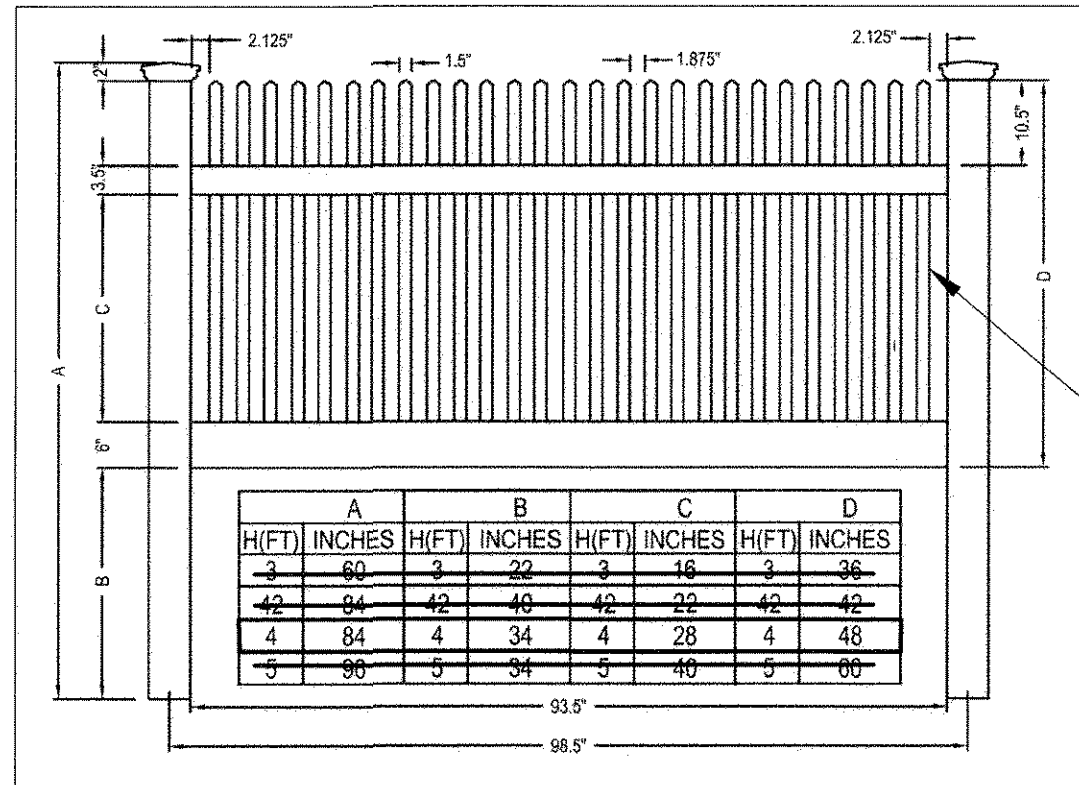 2.125" 1.5" 1.875" 2.125"
2"
10.5"
3.5"
C
D
A
6"
B
A B C D
H(FT) INCHES H(FT) INCHES H(FT) INCHES H(FT) INCHES
3 60 3 22 3 16 3 36
42 84 42 40 42 22 42 42
4 84 4 34 4 28 4 48
5 96 5 34 5 40 5 60
93.5"
98.5"